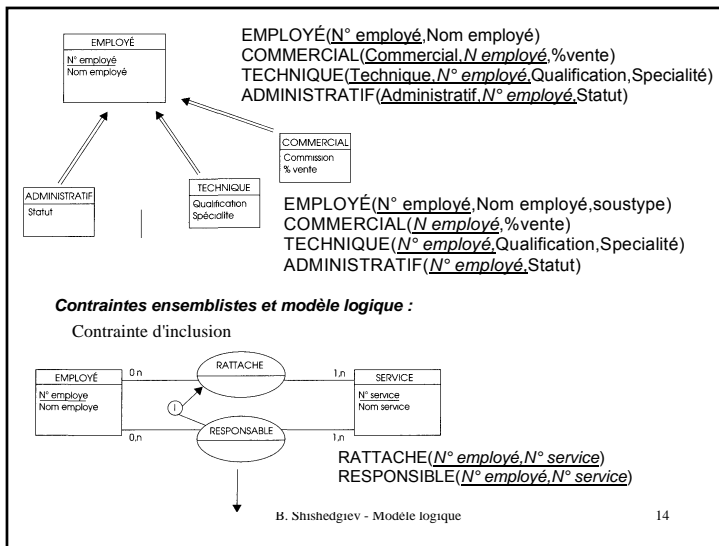 EMPLOYÉ
N° employé
Nom employé
EMPLOYÉ(N° employé,Nom employé)
COMMERCIAL(Commercial,N employé,%vente)
TECHNIQUE(Technique,N° employé,Qualification,Specialité)
ADMINISTRATIF(Administratif,N° employé,Statut)
COMMERCIAL
Commission
% vente
ADMINISTRATIF
Statut
TECHNIQUE
Qualification
Spécialite
EMPLOYÉ(N° employé,Nom employé,soustype)
COMMERCIAL(N employé,%vente)
TECHNIQUE(N° employé,Qualification,Specialité)
ADMINISTRATIF(N° employé,Statut)
Contraintes ensemblistes et modèle logique :
Contrainte d'inclusion
EMPLOYÉ
N° employe
Nom employe
0 n
RATTACHE
1,n
SERVICE
N° service
Nom service
I
0,n
RESPONSABLE
1,n
RATTACHE(N° employé,N° service)
RESPONSIBLE(N° employé,N° service)
B. Shishedgiev - Modèle logique
14